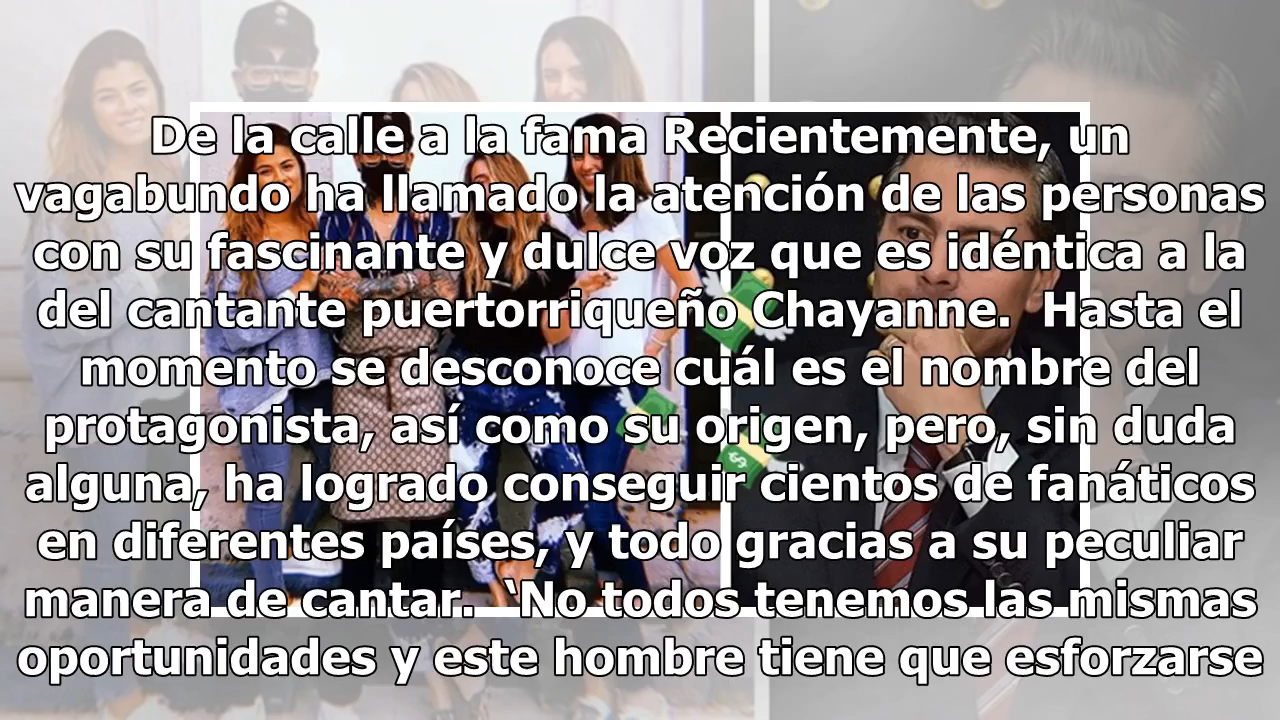 De la calle a la fama Recientemente, un
vagabundo ha llamado la atención de las personas
con su fascinante y dulce voz que es idéntica a la
del cantante puertorriqueño Chayanne.  Hasta el
momento se desconoce cuál es el nombre del
protagonista, así como su origen, pero, sin duda
alguna, ha logrado conseguir cientos de fanáticos
en diferentes países, y todo gracias a su peculiar
manera de cantar.  ‘No todos tenemos las mismas
oportunidades y este hombre tiene que esforzarse